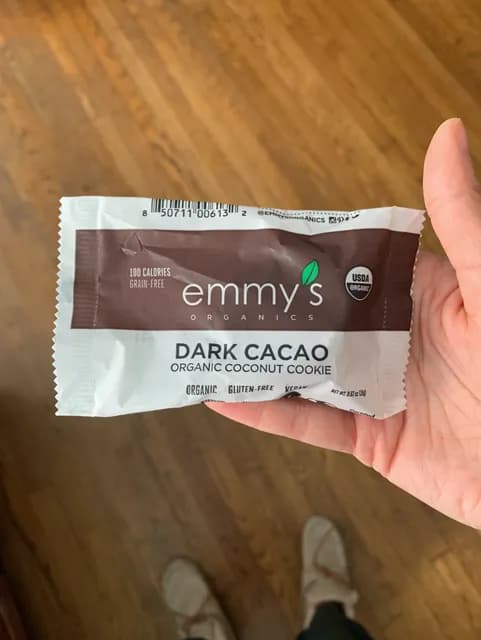 8 50711 00613 2
100 CALORIES
GRAIN-FREE
emmy's
ORGANICS
USDA
ORGANIC
DARK CACAO
ORGANIC COCONUT COOKIE
ORGANIC GLUTEN-FREE VEGAN